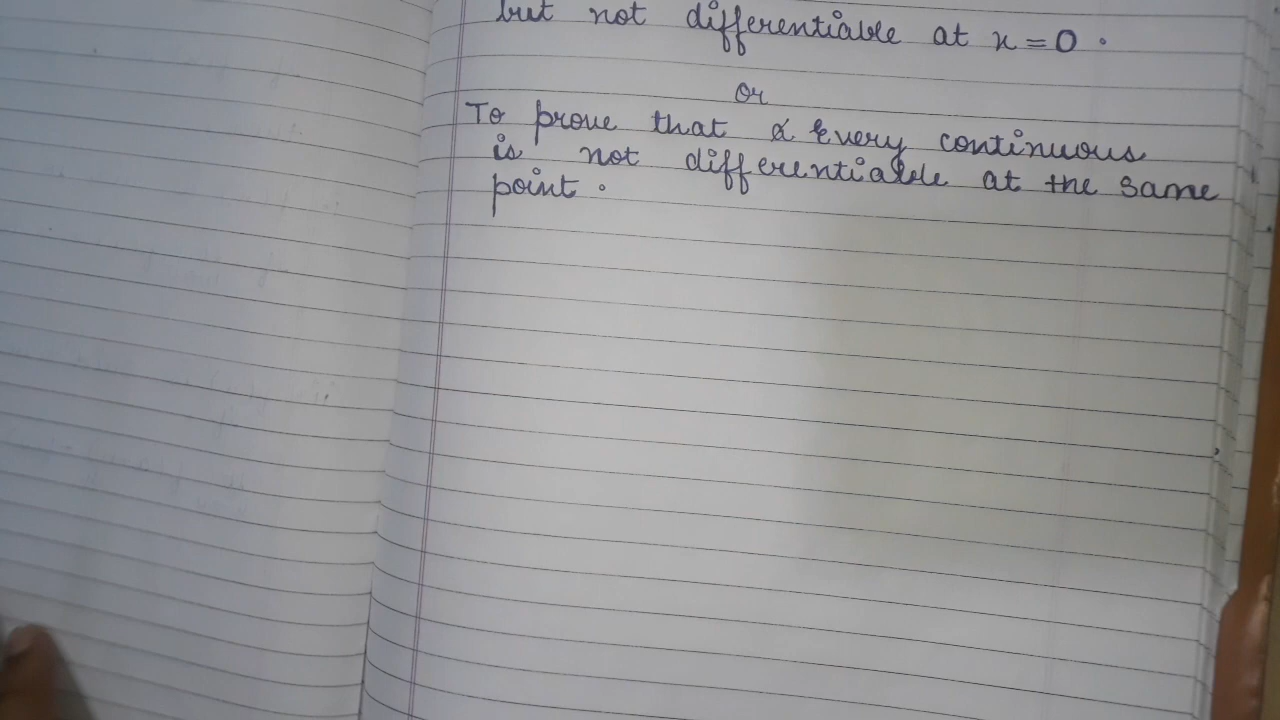 but not differentiable at x = 0 .
or
To prove that every continuous
is not differentiable at the same
point .